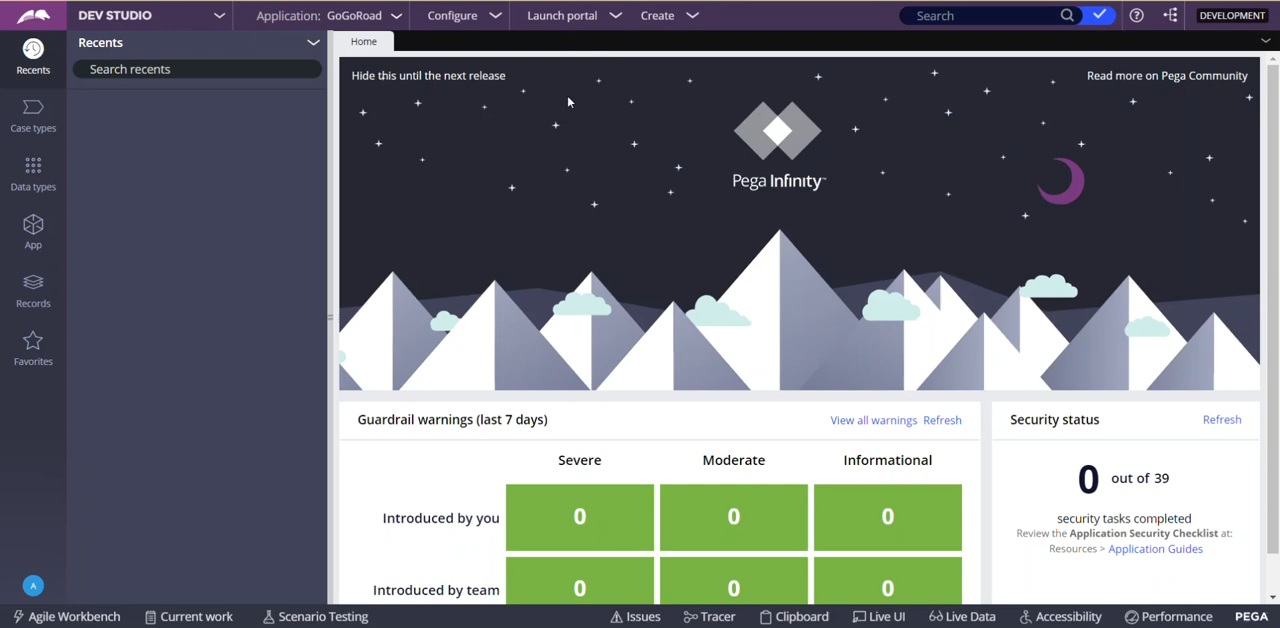 DEV STUDIO
Application: GoGoRoad
Configure
Launch portal
Create
Search
DEVELOPMENT
Recents
Case types
Data types
App
Records
Favorites
A
Recents
Search recents
Home
Hide this until the next release
Read more on Pega Community
Pega Infinity™
Guardrail warnings (last 7 days)
View all warnings Refresh
Severe Moderate Informational
Introduced by you 0 0 0
Introduced by team 0 0 0
Security status
Refresh
0 out of 39
security tasks completed
Review the Application Security Checklist at:
Resources > Application Guides
Agile Workbench
Current work
Scenario Testing
Issues
Tracer
Clipboard
Live UI
Live Data
Accessibility
Performance
PEGA